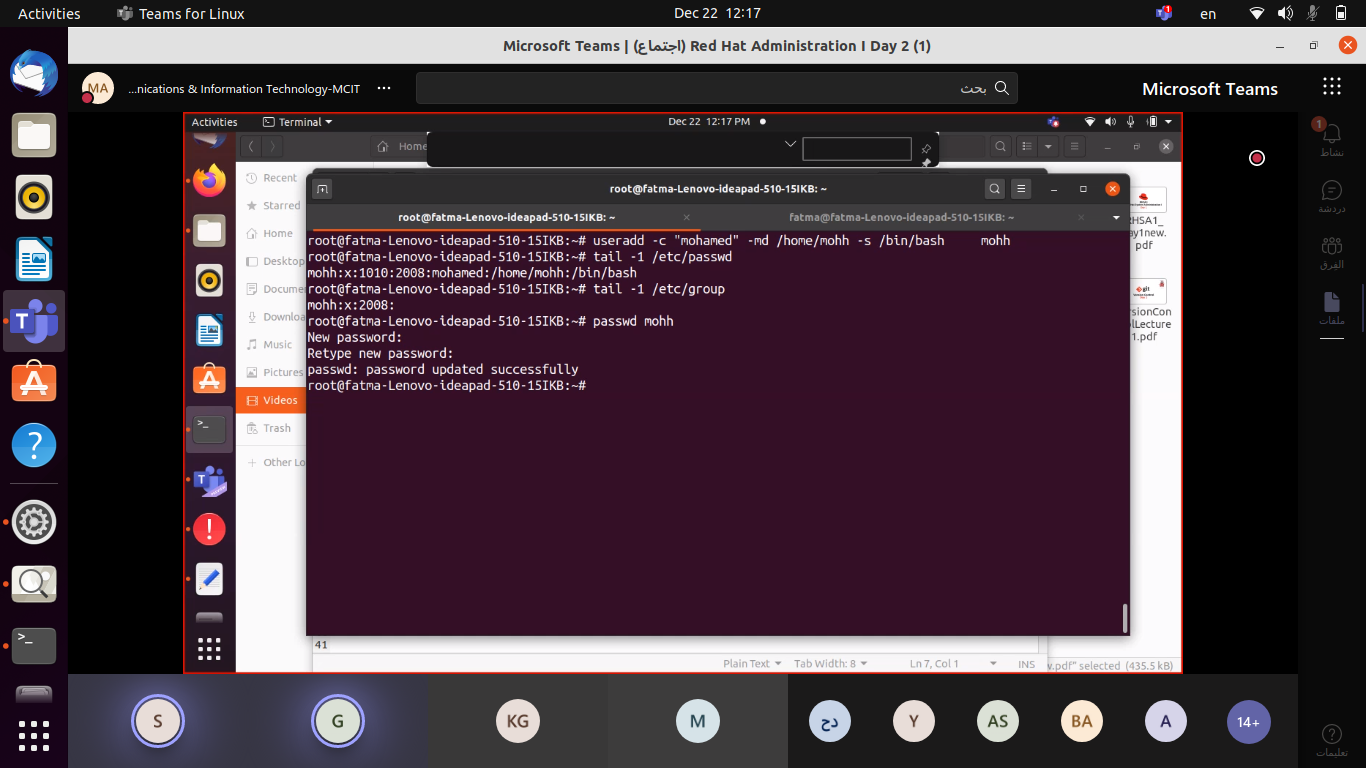 Activities
Teams for Linux
Dec 22 12:17
1
en
Microsoft Teams | (اجتماع) Red Hat Administration I Day 2 (1)
MA
...nications & Information Technology-MCIT
...
بحث
Microsoft Teams
Activities
Terminal
Dec 22 12:17 PM
Home
Recent
Starred
Home
Desktop
Music
Pictures
Videos
Trash
Other Lo
root@fatma-Lenovo-ideapad-510-15IKB: ~
root@fatma-Lenovo-ideapad-510-15IKB: ~
fatma@fatma-Lenovo-ideapad-510-15IKB: ~
root@fatma-Lenovo-ideapad-510-15IKB:~# useradd -c "mohamed" -md /home/mohh -s /bin/bash     mohh
root@fatma-Lenovo-ideapad-510-15IKB:~# tail -1 /etc/passwd
mohh:x:1010:2008:mohamed:/home/mohh:/bin/bash
root@fatma-Lenovo-ideapad-510-15IKB:~# tail -1 /etc/group
mohh:x:2008:
root@fatma-Lenovo-ideapad-510-15IKB:~# passwd mohh
New password:
Retype new password:
passwd: password updated successfully
root@fatma-Lenovo-ideapad-510-15IKB:~#
41
Plain Text
Tab Width: 8
Ln 7, Col 1
INS
RHSA1_
ay1new.
pdf
git
rsionCon
olLecture
1.pdf
w.pdf" selected (435.5 kB)
1
نشاط
دردشة
الفرق
ملفات
تعليمات
S
G
KG
M
دح
Y
AS
BA
A
14+